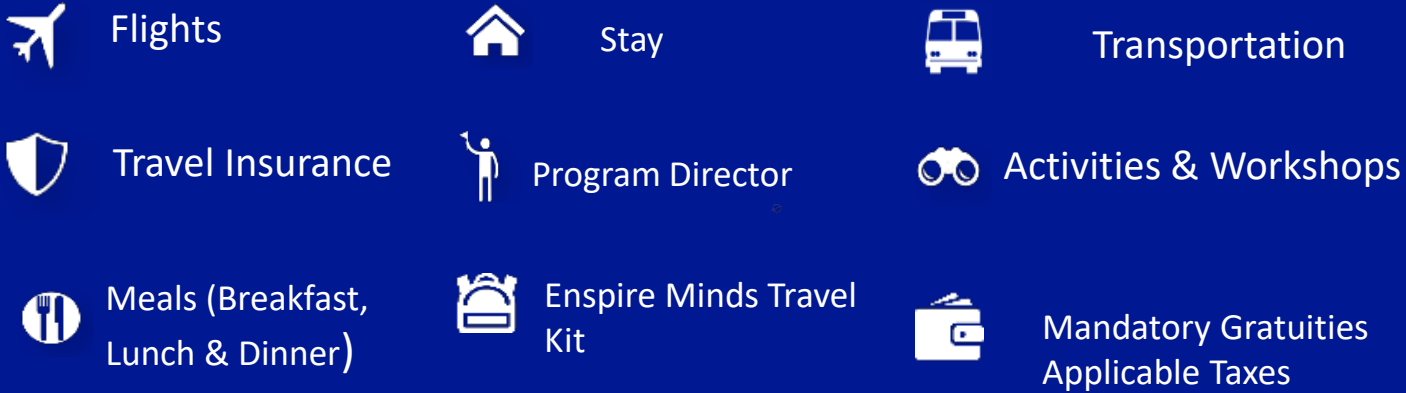 Flights
Stay
Transportation
Travel Insurance
Program Director
Activities & Workshops
Meals (Breakfast,
Lunch & Dinner)
Enspire Minds Travel
Kit
Mandatory Gratuities
Applicable Taxes